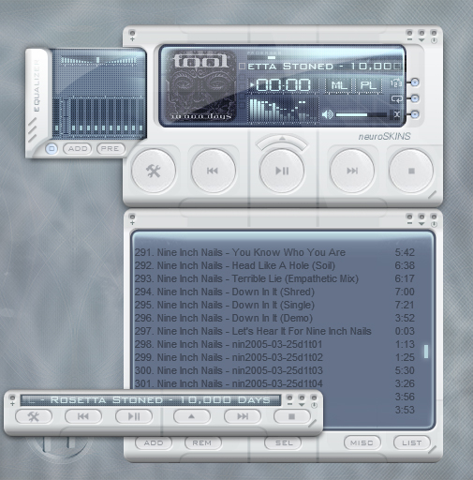 TOOL
10,000 days
ETTA STONED - 10,000
00:00
ML PL
neuroSKINS
EQUALIZER
ADD PRE
291. Nine Inch Nails - You Know Who You Are 5:42
292. Nine Inch Nails - Head Like A Hole (Soil) 6:38
293. Nine Inch Nails - Terrible Lie (Empathetic Mix) 6:17
294. Nine Inch Nails - Down In It (Shred) 7:00
295. Nine Inch Nails - Down In It (Single) 7:21
296. Nine Inch Nails - Down In It (Demo) 3:52
297. Nine Inch Nails - Let's Hear It For Nine Inch Nails 0:03
298. Nine Inch Nails - nin2005-03-25d1t01 1:13
299. Nine Inch Nails - nin2005-03-25d1t02 1:25
300. Nine Inch Nails - nin2005-03-25d1t03 5:30
301. Nine Inch Nails - nin2005-03-25d1t04 3:26
3:56
3:53
L - ROSETTA STONED - 10,000 DAYS
ADD REM SEL MISC LIST